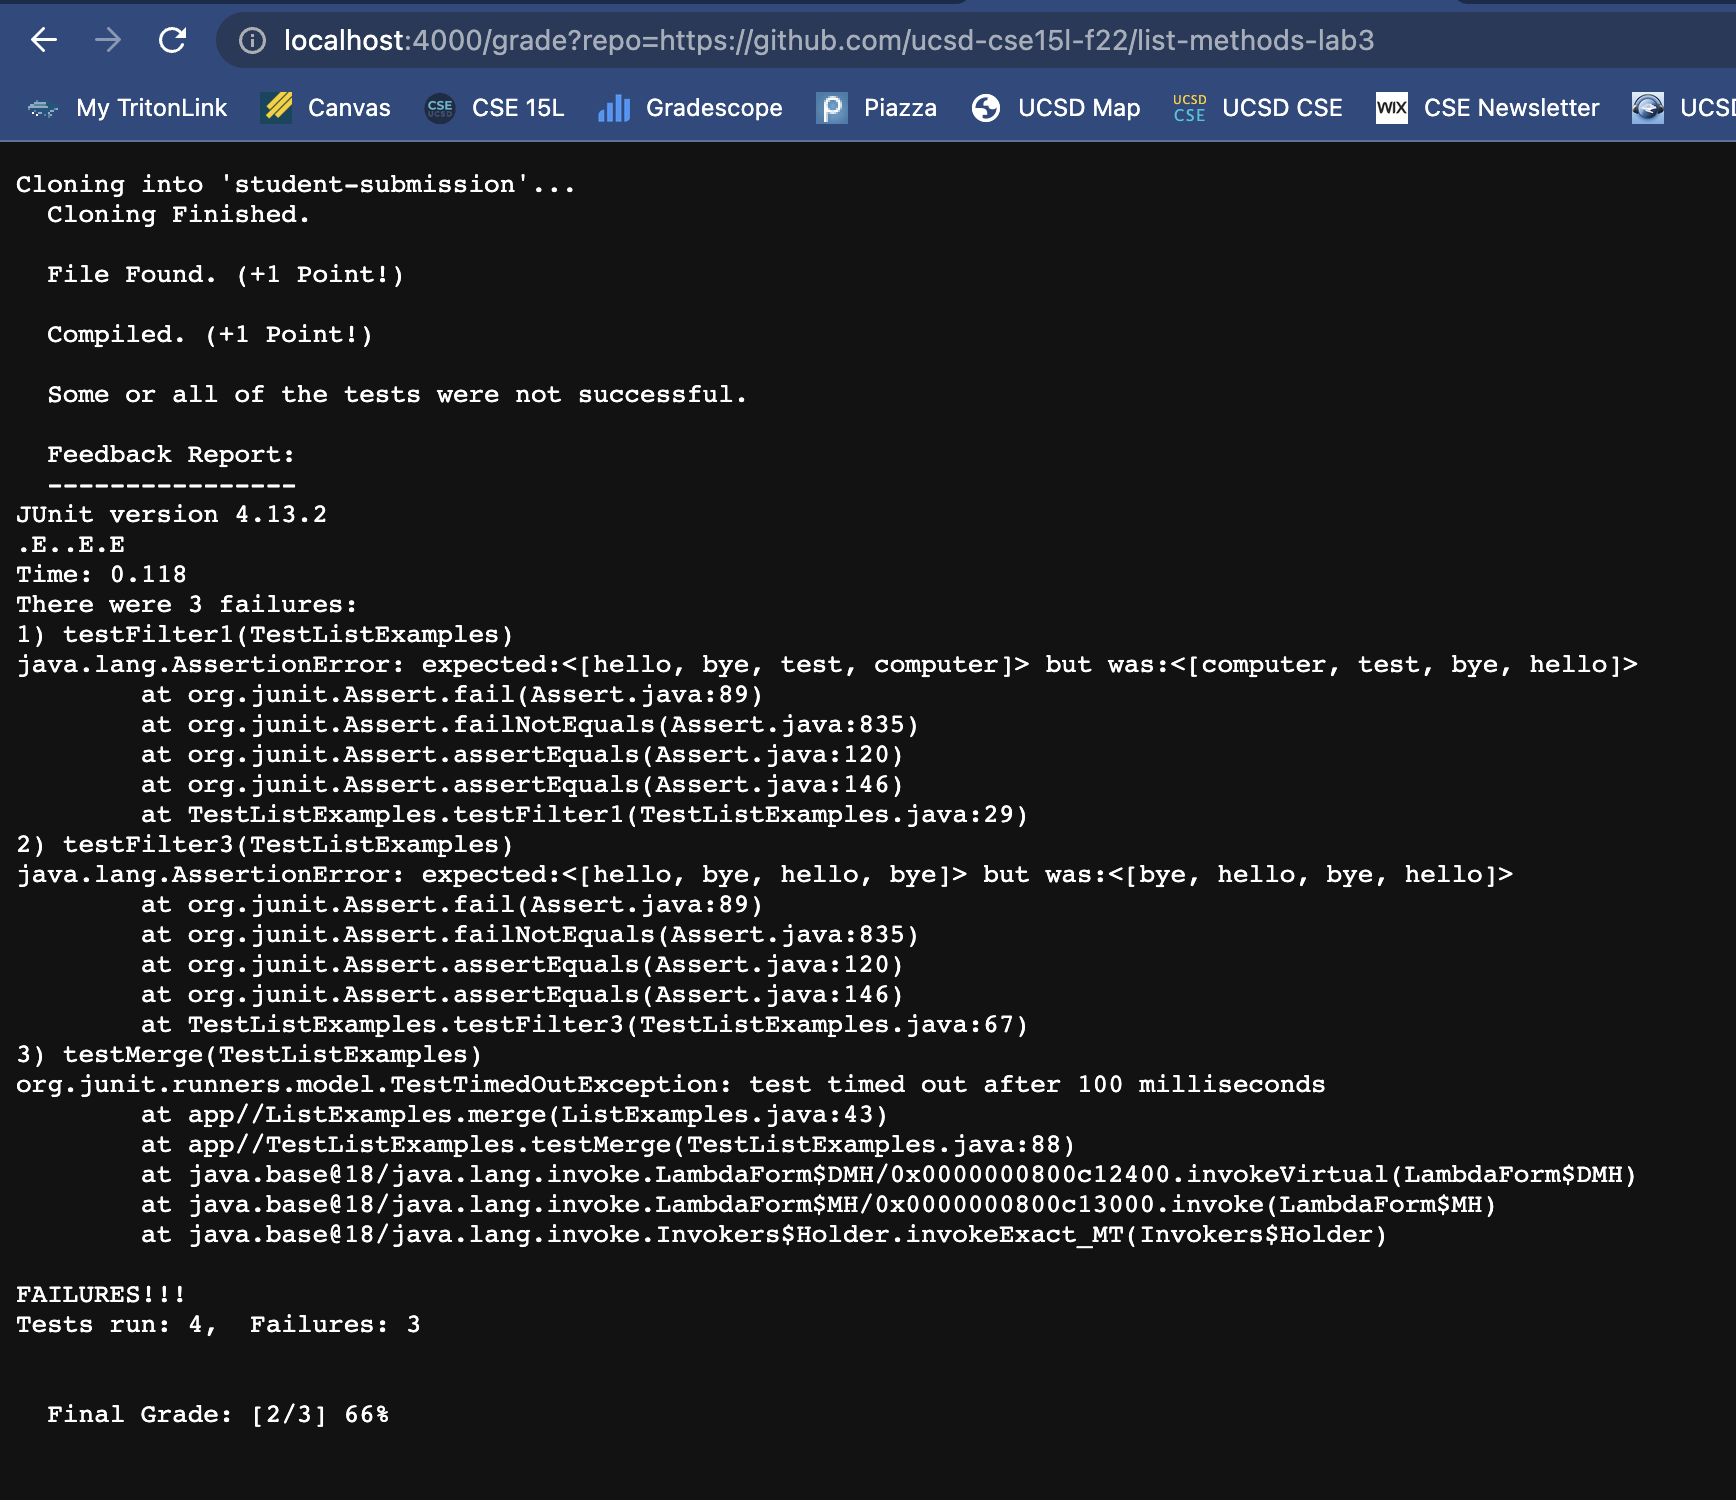 localhost:4000/grade?repo=https://github.com/ucsd-cse15l-f22/list-methods-lab3
My TritonLink Canvas CSE UCSD CSE 15L Gradescope Piazza UCSD Map UCSD CSE UCSD CSE WIX CSE Newsletter UCSD
Cloning into 'student-submission'...
  Cloning Finished.
  File Found. (+1 Point!)
  Compiled. (+1 Point!)
  Some or all of the tests were not successful.
  Feedback Report:
  ----------------
JUnit version 4.13.2
.E..E.E
Time: 0.118
There were 3 failures:
1) testFilter1(TestListExamples)
java.lang.AssertionError: expected:<[hello, bye, test, computer]> but was:<[computer, test, bye, hello]>
        at org.junit.Assert.fail(Assert.java:89)
        at org.junit.Assert.failNotEquals(Assert.java:835)
        at org.junit.Assert.assertEquals(Assert.java:120)
        at org.junit.Assert.assertEquals(Assert.java:146)
        at TestListExamples.testFilter1(TestListExamples.java:29)
2) testFilter3(TestListExamples)
java.lang.AssertionError: expected:<[hello, bye, hello, bye]> but was:<[bye, hello, bye, hello]>
        at org.junit.Assert.fail(Assert.java:89)
        at org.junit.Assert.failNotEquals(Assert.java:835)
        at org.junit.Assert.assertEquals(Assert.java:120)
        at org.junit.Assert.assertEquals(Assert.java:146)
        at TestListExamples.testFilter3(TestListExamples.java:67)
3) testMerge(TestListExamples)
org.junit.runners.model.TestTimedOutException: test timed out after 100 milliseconds
        at app//ListExamples.merge(ListExamples.java:43)
        at app//TestListExamples.testMerge(TestListExamples.java:88)
        at java.base@18/java.lang.invoke.LambdaForm$DMH/0x0000000800c12400.invokeVirtual(LambdaForm$DMH)
        at java.base@18/java.lang.invoke.LambdaForm$MH/0x0000000800c13000.invoke(LambdaForm$MH)
        at java.base@18/java.lang.invoke.Invokers$Holder.invokeExact_MT(Invokers$Holder)
FAILURES!!!
Tests run: 4,  Failures: 3
  Final Grade: [2/3] 66%